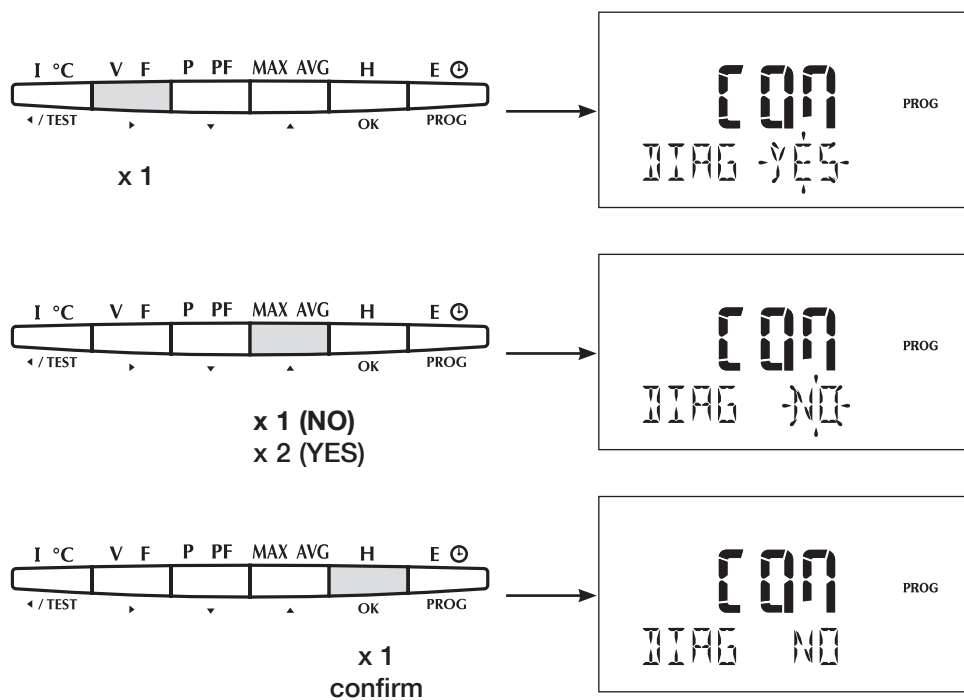 I °C V F P PF MAX AVG H E
/ TEST OK PROG
x 1
COM PROG
DIAG YES
I °C V F P PF MAX AVG H E
/ TEST OK PROG
x 1 (NO)
x 2 (YES)
COM PROG
DIAG NO
I °C V F P PF MAX AVG H E
/ TEST OK PROG
x 1
confirm
COM PROG
DIAG NO